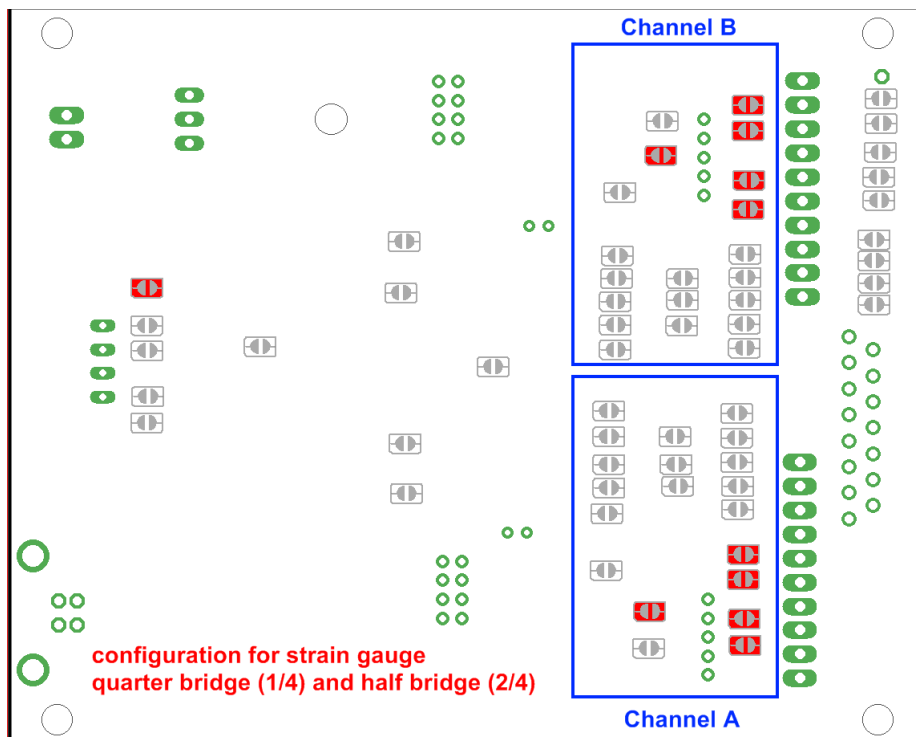 Channel B
configuration for strain gauge
quarter bridge (1/4) and half bridge (2/4)
Channel A